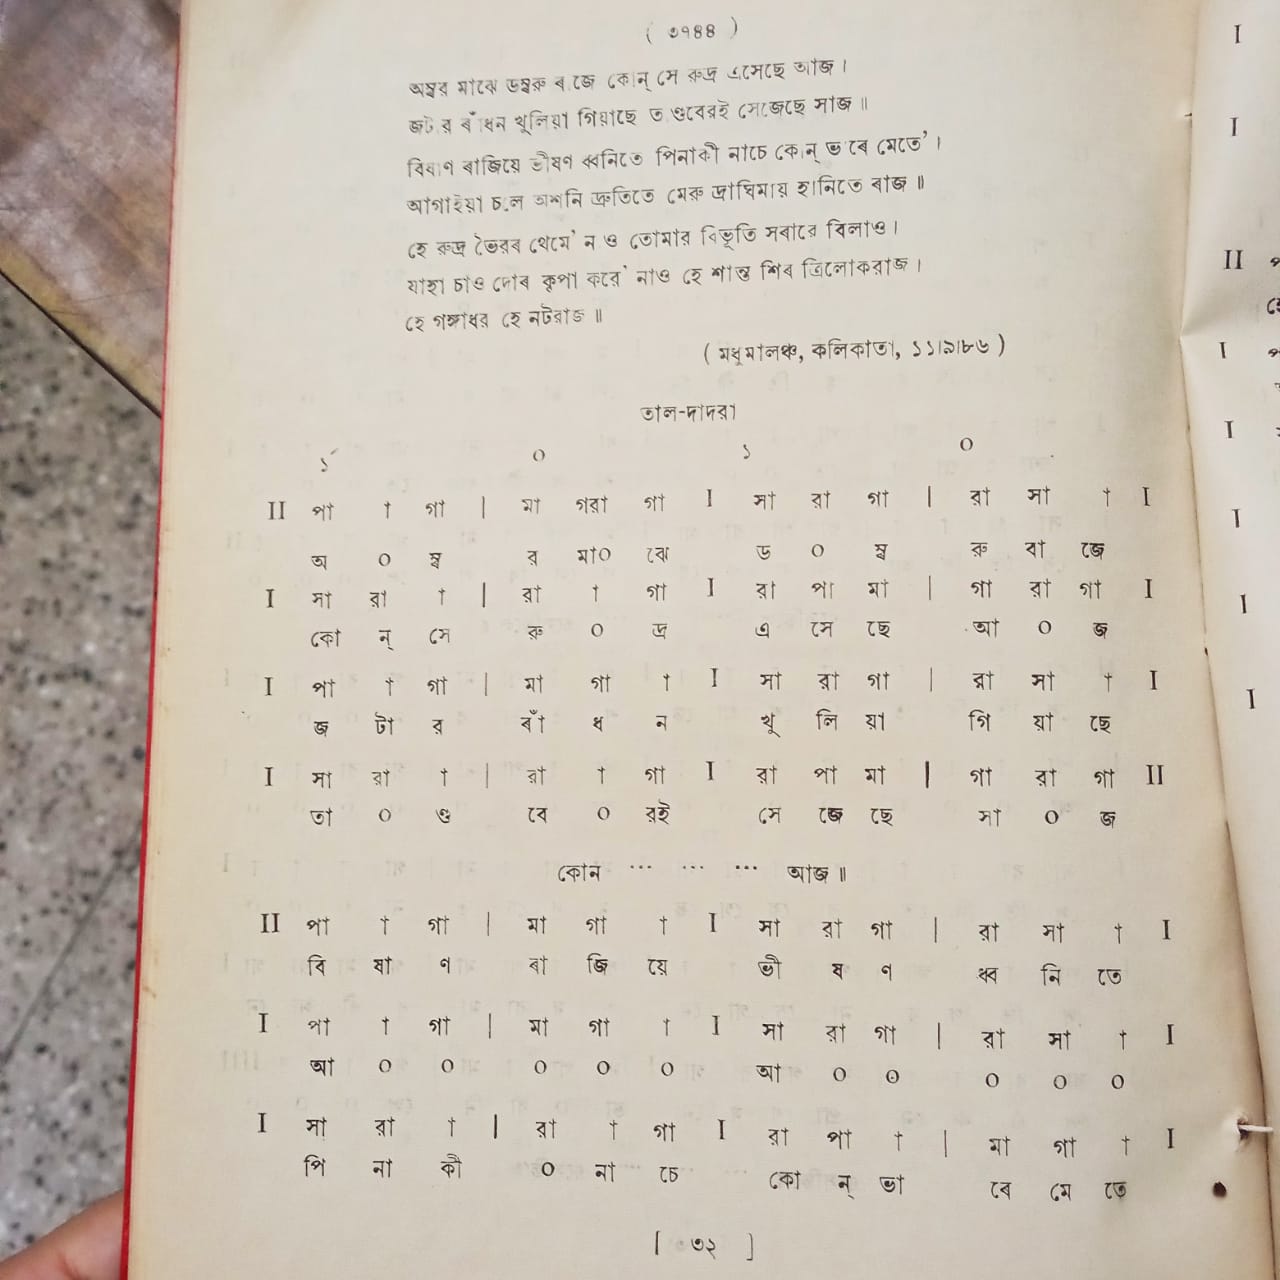 ( ৩৭৪৪ )
অম্বর মাঝে ডম্বরু বাজে কোন্ সে রুদ্র এসেছে আজ ।
জটার বাঁধন খুলিয়া গিয়াছে তাণ্ডবেরই সেজেছে সাজ ॥
বিষাণ বাজিয়ে ভীষণ ধ্বনিতে পিনাকী নাচে কোন্ ভাবে মেতে' ।
আগাইয়া চলে অশনি দ্রুতিতে মেরু দ্রাঘিমায় হানিতে বাজ ॥
হে রুদ্র ভৈরব থেমে' নাও তোমার বিভূতি সবারে বিলাও ।
যাহা চাও দোব কৃপা করে' নাও হে শান্ত শিব ত্রিলোকরাজ ।
হে গঙ্গাধর হে নটরাজ ॥
( মধুমালঞ্চ, কলিকাতা, ১১।৯।৮৬ )
তাল-দাদরা
১ ০ ১ ০
II পা া গা | মা গরা গা I সা রা গা | রা সা া I
অ ০ ম্ব র মা০ ঝে ড ০ ম্ব রু বা জে
I সা রা া | রা া গা I রা পা মা | গা রা গা I
কো ন্ সে রু ০ দ্র এ সে ছে আ ০ জ
I পা া গা | মা গা া I সা রা গা | রা সা া I
জ টা র বাঁ ধ ন খু লি য়া গি য়া ছে
I সা রা া | রা া গা I রা পা মা | গা রা গা II
তা ০ ণ্ড বে ০ রই সে জে ছে সা ০ জ
কোন ... ... ... আজ ॥
II পা া গা | মা গা া I সা রা গা | রা সা া I
বি ষা ণ বা জি য়ে ভী ষ ণ ধ্ব নি তে
I পা া গা | মা গা া I সা রা গা | রা সা া I
আ ০ ০ ০ ০ ০ আ ০ ০ ০ ০ ০
I সা রা া | রা া গা I রা পা া | মা গা া I
পি না কী ০ না চে কো ন্ ভা বে মে তে
[ ৩২ ]